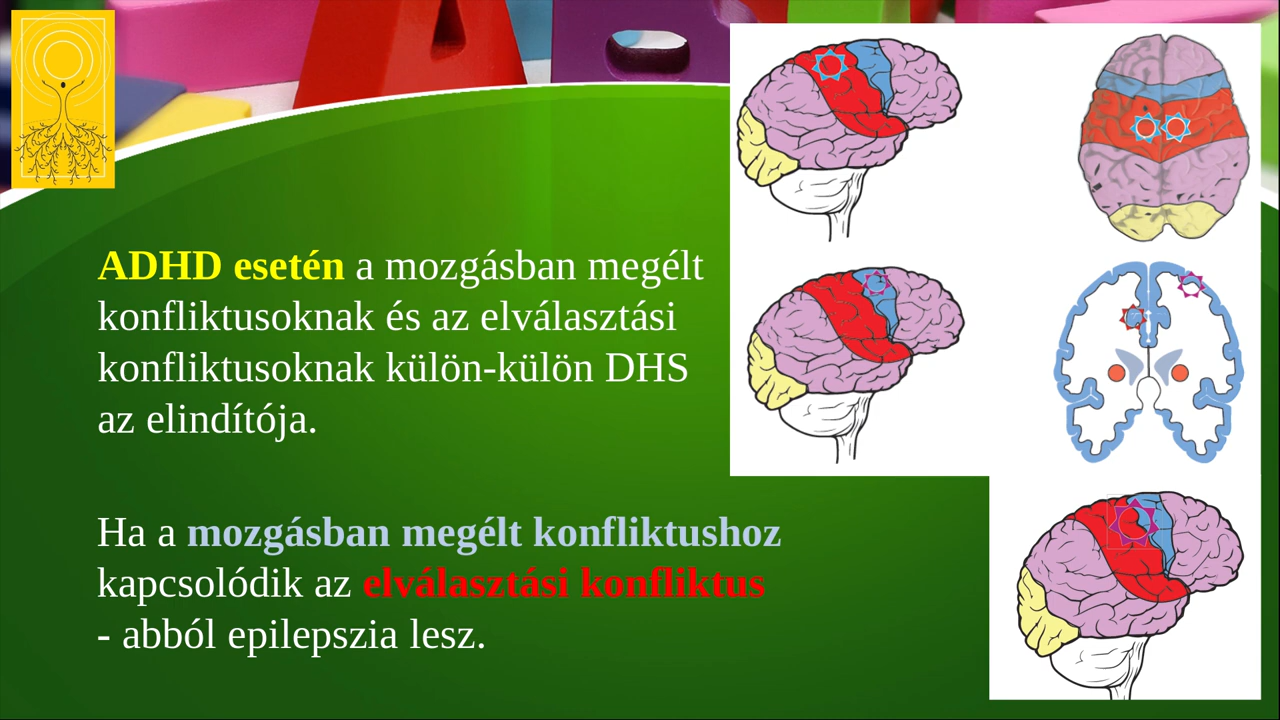 ADHD esetén a mozgásban megélt
konfliktusoknak és az elválasztási
konfliktusoknak külön-külön DHS
az elindítója.
Ha a mozgásban megélt konfliktushoz
kapcsolódik az elválasztási konfliktus
- abból epilepszia lesz.